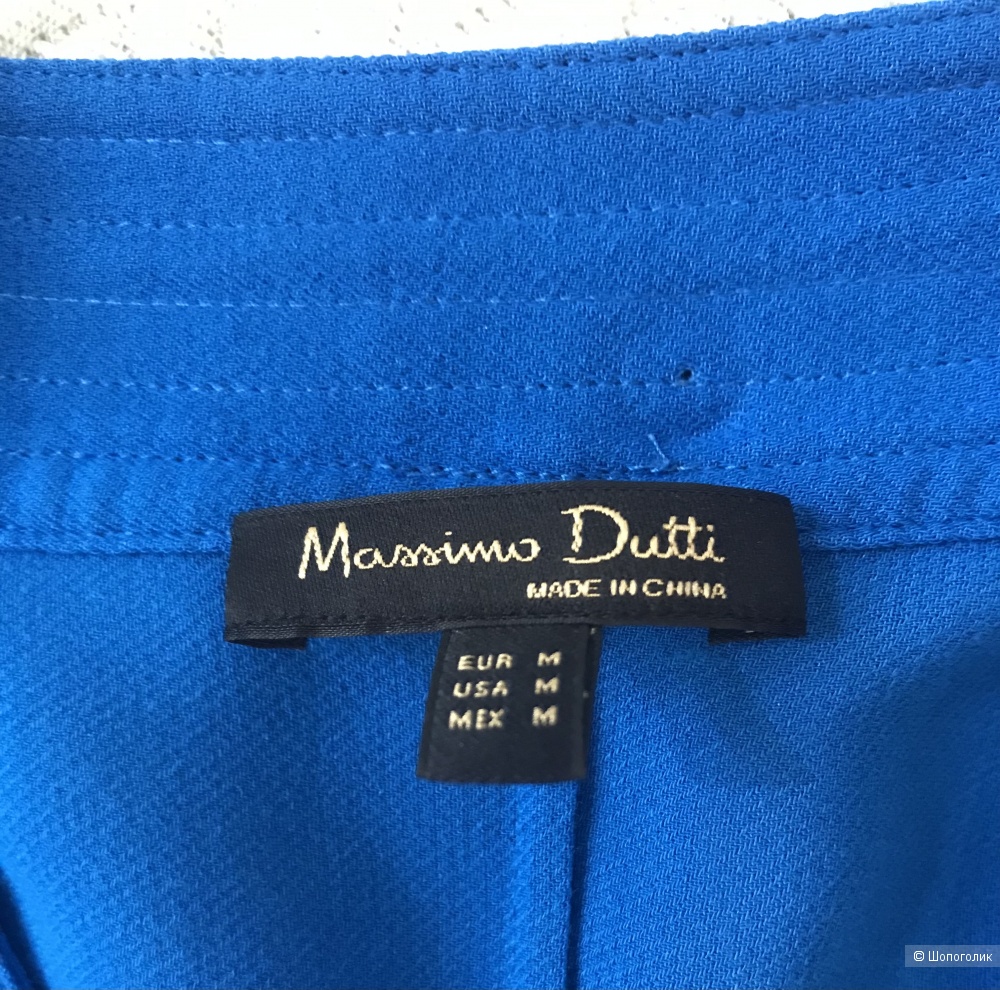 Massimo Dutti
MADE IN CHINA
EUR M
USA M
MEX M
© Шопоголик